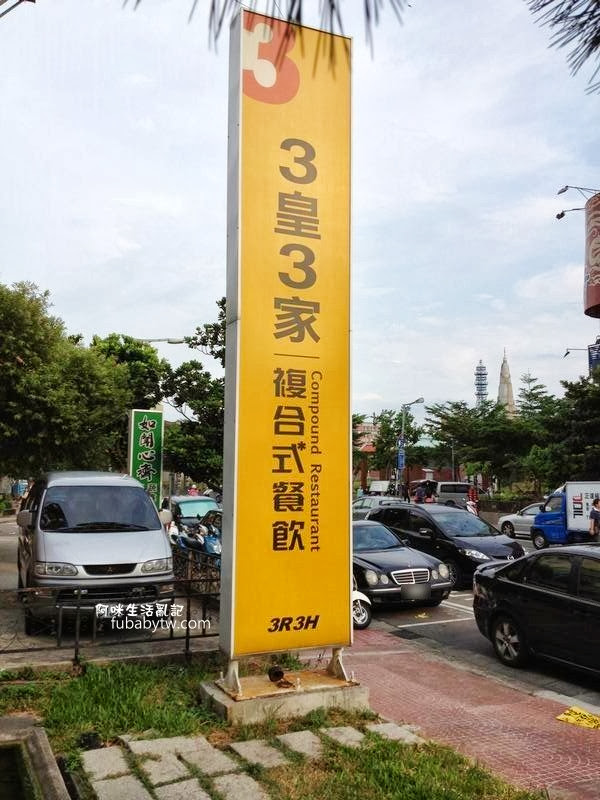 3
3皇3家
複合式餐飲
Compound Restaurant
3R3H
如開心齋
阿咪生活亂記
fubabytw.com